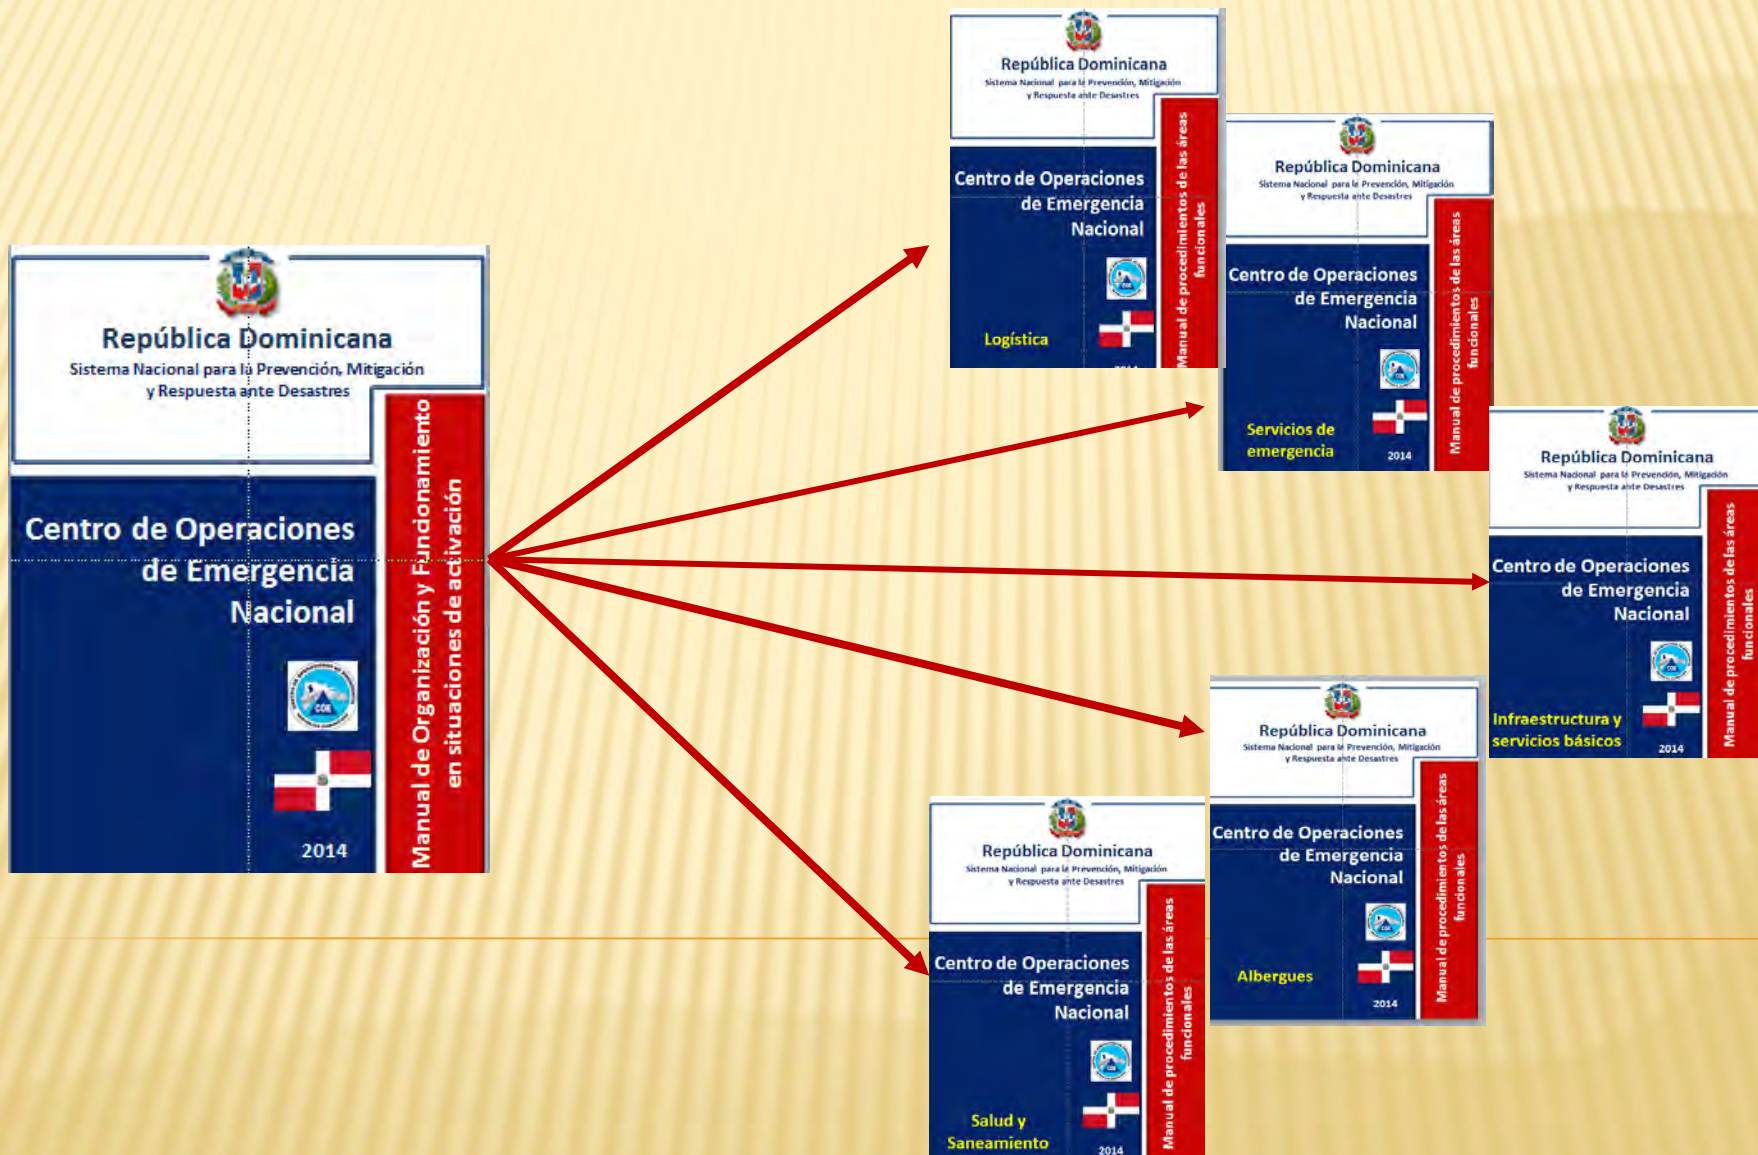 República Dominicana
Sistema Nacional para la Prevención, Mitigación
y Respuesta ante Desastres
Centro de Operaciones
de Emergencia
Nacional
COE
2014
Manual de Organización y Funcionamiento
en situaciones de activación
República Dominicana
Sistema Nacional para la Prevención, Mitigación
y Respuesta ante Desastres
Centro de Operaciones
de Emergencia
Nacional
COE
Logística
Manual de procedimientos de las áreas
funcionales
República Dominicana
Sistema Nacional para la Prevención, Mitigación
y Respuesta ante Desastres
Centro de Operaciones
de Emergencia
Nacional
COE
Servicios de
emergencia
2014
Manual de procedimientos de las áreas
funcionales
República Dominicana
Sistema Nacional para la Prevención, Mitigación
y Respuesta ante Desastres
Centro de Operaciones
de Emergencia
Nacional
COE
Infraestructura y
servicios básicos
2014
Manual de procedimientos de las áreas
funcionales
República Dominicana
Sistema Nacional para la Prevención, Mitigación
y Respuesta ante Desastres
Centro de Operaciones
de Emergencia
Nacional
COE
Albergues
2014
Manual de procedimientos de las áreas
funcionales
República Dominicana
Sistema Nacional para la Prevención, Mitigación
y Respuesta ante Desastres
Centro de Operaciones
de Emergencia
Nacional
COE
Salud y
Saneamiento
2014
Manual de procedimientos de las áreas
funcionales